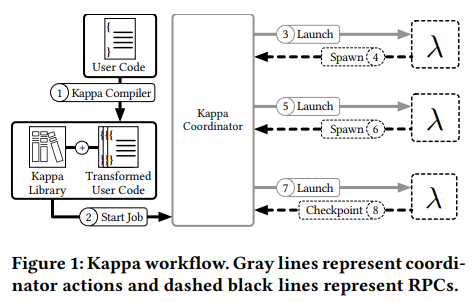 {
User Code
1 Kappa Compiler
{
{{{
+
Kappa
Library
Transformed
User Code
2 Start Job
Kappa
Coordinator
3 Launch
Spawn 4
λ
5 Launch
Spawn 6
λ
7 Launch
Checkpoint 8
λ
Figure 1: Kappa workflow. Gray lines represent coordi-
nator actions and dashed black lines represent RPCs.